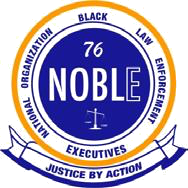 NATIONAL ORGANIZATION BLACK LAW ENFORCEMENT
76
NOBLE
EXECUTIVES
JUSTICE BY ACTION